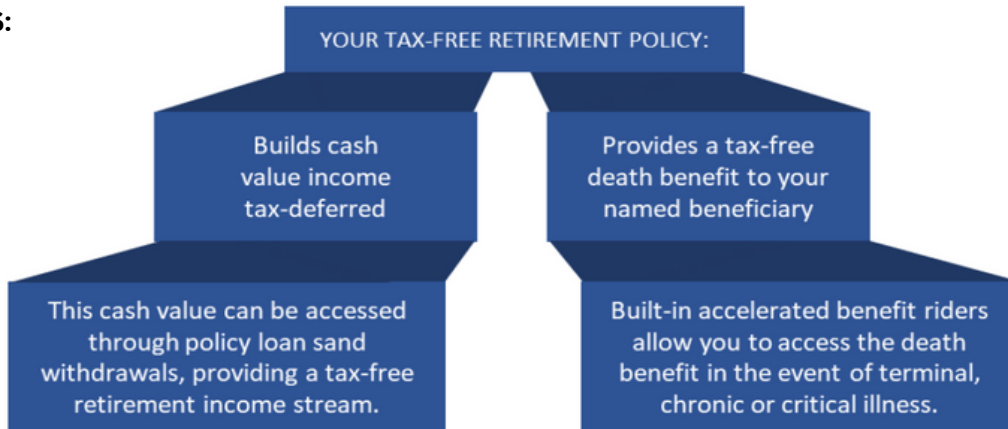 S:
YOUR TAX-FREE RETIREMENT POLICY:
Builds cash
value income
tax-deferred
Provides a tax-free
death benefit to your
named beneficiary
This cash value can be accessed
through policy loan sand
withdrawals, providing a tax-free
retirement income stream.
Built-in accelerated benefit riders
allow you to access the death
benefit in the event of terminal,
chronic or critical illness.